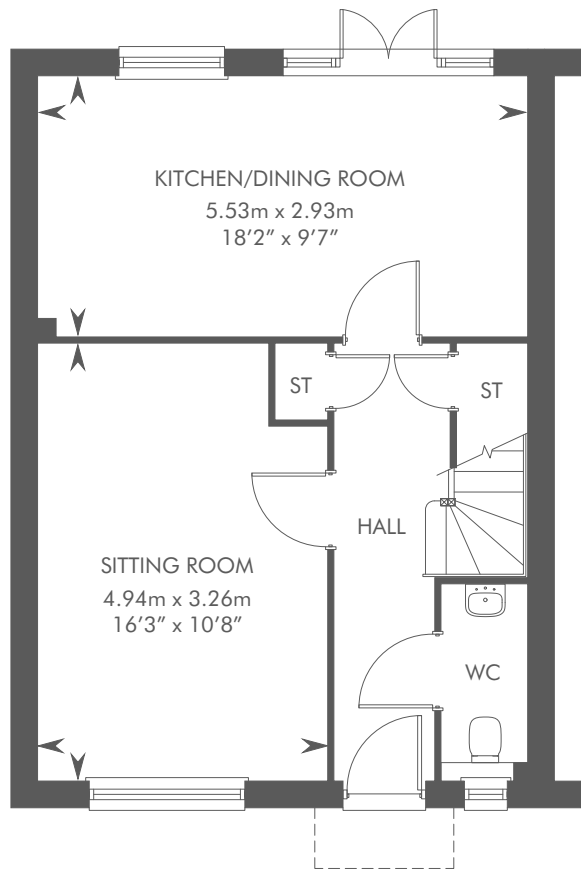 KITCHEN/DINING ROOM
5.53m x 2.93m
18’2” x 9’7”
ST
ST
HALL
SITTING ROOM
4.94m x 3.26m
16’3” x 10’8”
WC